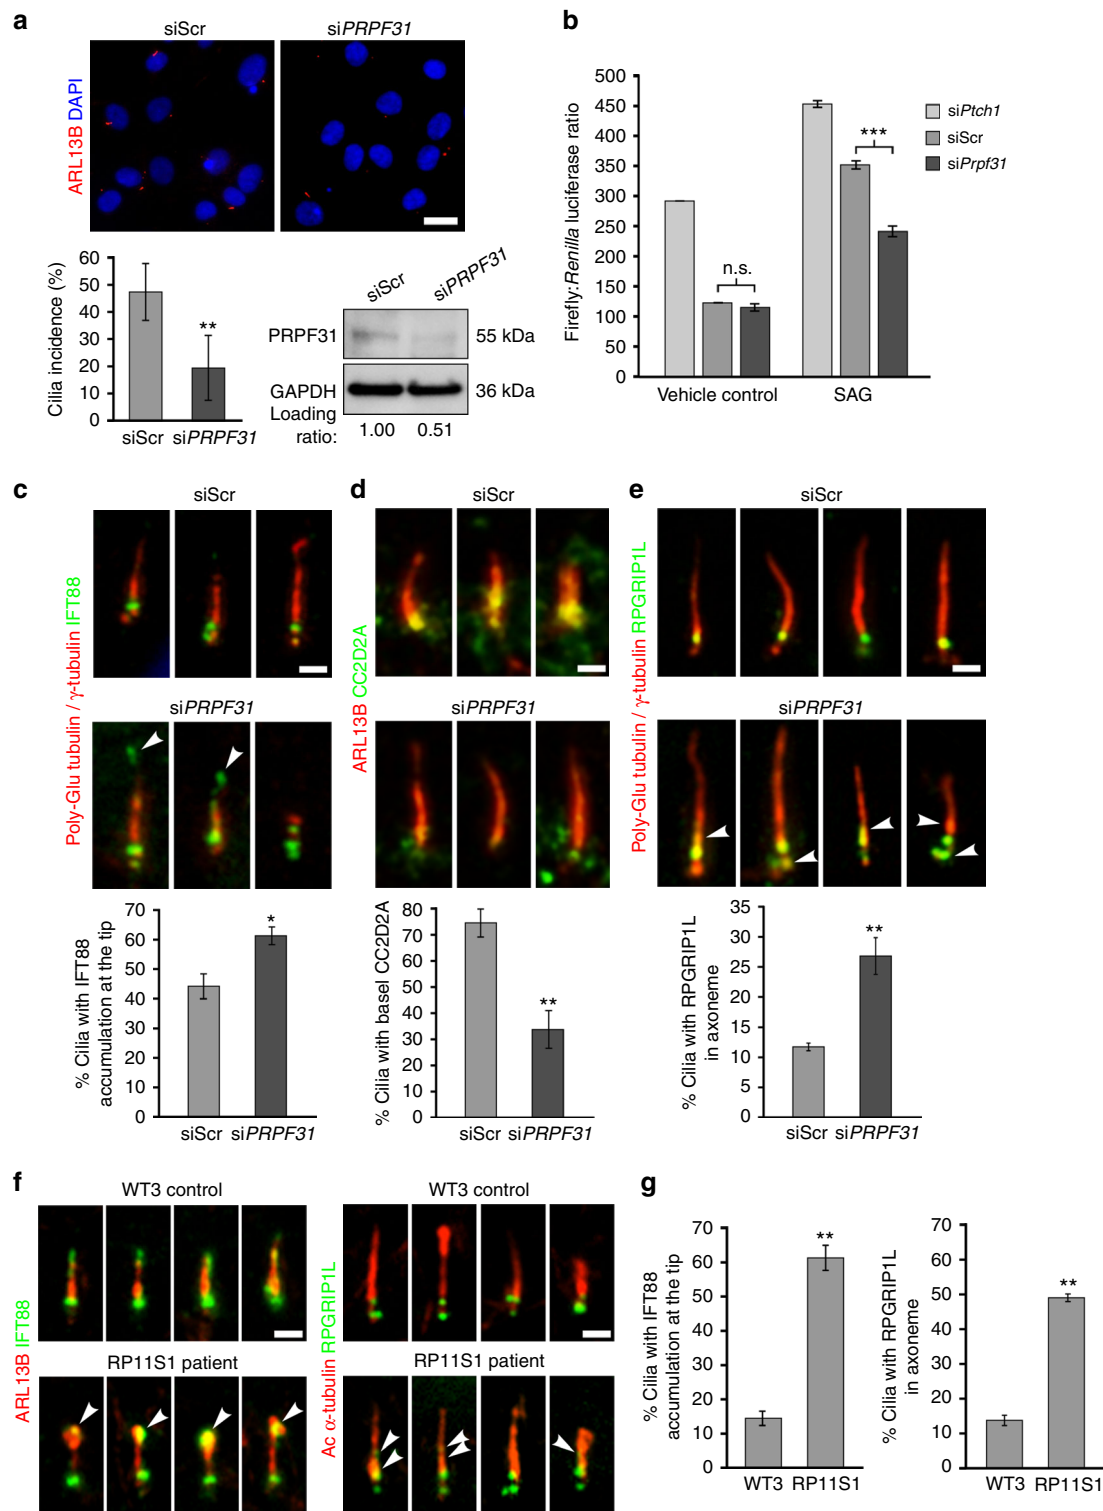 a
siScr
siPRPF31
ARL13B DAPI
Cilia incidence (%)
60
50
40
30
20
10
0
**
siScr siPRPF31
siScr
siPRPF31
PRPF31
55 kDa
GAPDH
36 kDa
Loading
ratio:
1.00
0.51
b
Firefly:Renilla luciferase ratio
500
450
400
350
300
250
200
150
100
50
0
n.s.
***
Vehicle control
SAG
siPtch1
siScr
siPrpf31
c
siScr
Poly-Glu tubulin / γ-tubulin IFT88
siPRPF31
% Cilia with IFT88
accumulation at the tip
70
60
50
40
30
20
10
0
*
siScr siPRPF31
d
siScr
ARL13B CC2D2A
siPRPF31
% Cilia with basel CC2D2A
80
70
60
50
40
30
20
10
0
**
siScr siPRPF31
e
siScr
Poly-Glu tubulin / γ-tubulin RPGRIP1L
siPRPF31
% Cilia with RPGRIP1L
in axoneme
35
30
25
20
15
10
5
0
**
siScr siPRPF31
f
WT3 control
ARL13B IFT88
RP11S1 patient
WT3 control
Ac α-tubulin RPGRIP1L
RP11S1 patient
g
% Cilia with IFT88
accumulation at the tip
70
60
50
40
30
20
10
0
**
WT3 RP11S1
% Cilia with RPGRIP1L
in axoneme
70
60
50
40
30
20
10
0
**
WT3 RP11S1